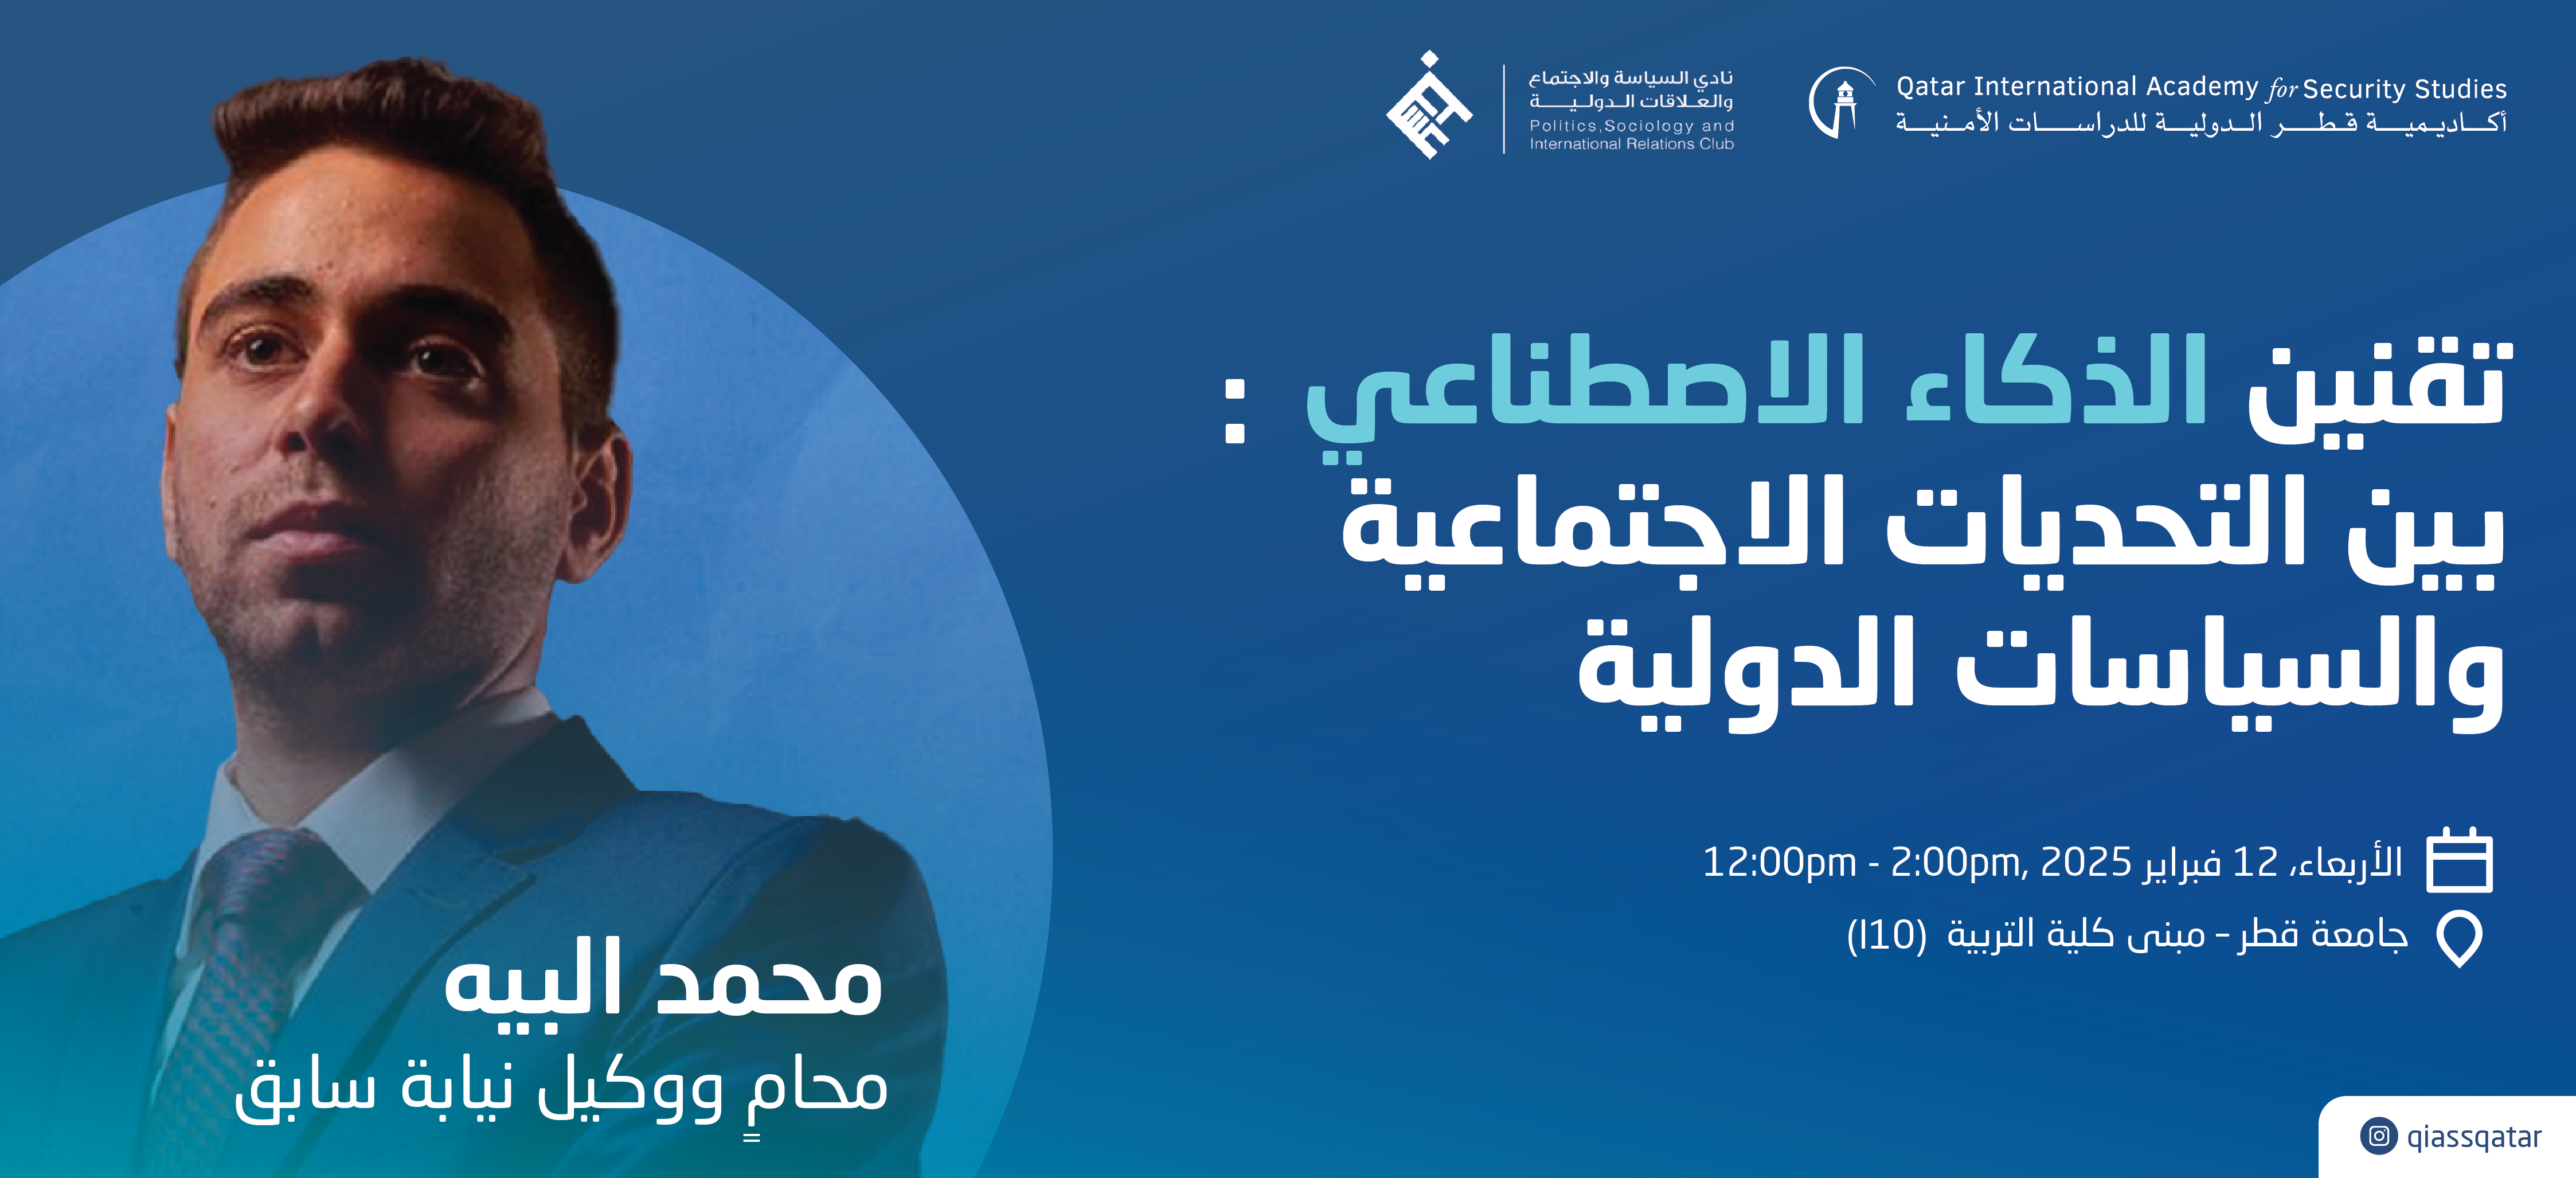 Qatar International Academy for Security Studies
أكاديمية قطر الدولية للدراسات الأمنية
نادي السياسة والاجتماع
والعلاقات الدولية
Politics,Sociology and
International Relations Club
تقنين الذكاء الاصطناعي :
بين التحديات الاجتماعية
والسياسات الدولية
الأربعاء، 12 فبراير 2025 ,12:00pm - 2:00pm
جامعة قطر - مبنى كلية التربية (I10)
محمد البيه
محامٍ ووكيل نيابة سابق
qiassqatar